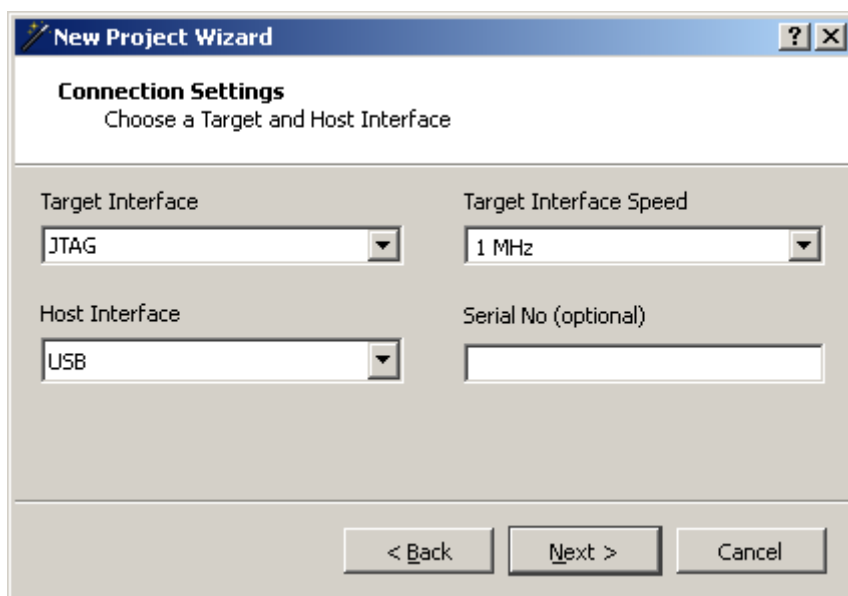 New Project Wizard
Connection Settings
Choose a Target and Host Interface
Target Interface
Target Interface Speed
JTAG
1 MHz
Host Interface
Serial No (optional)
USB
< Back
Next >
Cancel